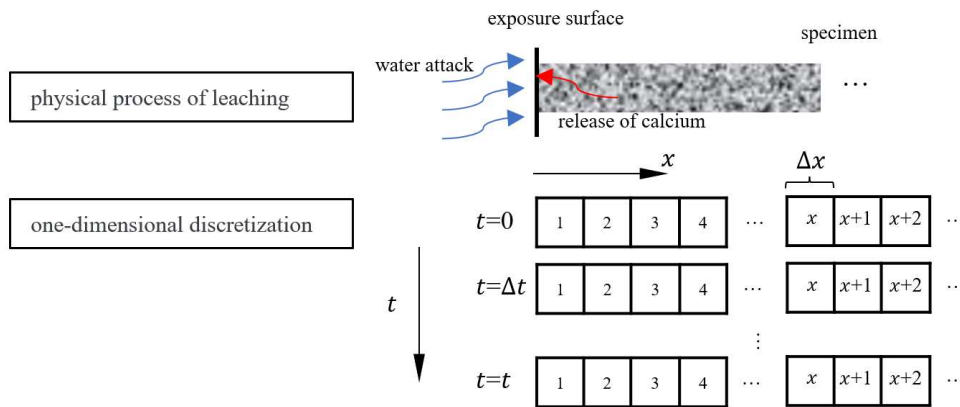 exposure surface
specimen
water attack
...
physical process of leaching
release of calcium
x
Δx
one-dimensional discretization
t=0 1 2 3 4 ... x x+1 x+2 ...
t=Δt 1 2 3 4 ... x x+1 x+2 ...
t
⋮
t=t 1 2 3 4 ... x x+1 x+2 ...